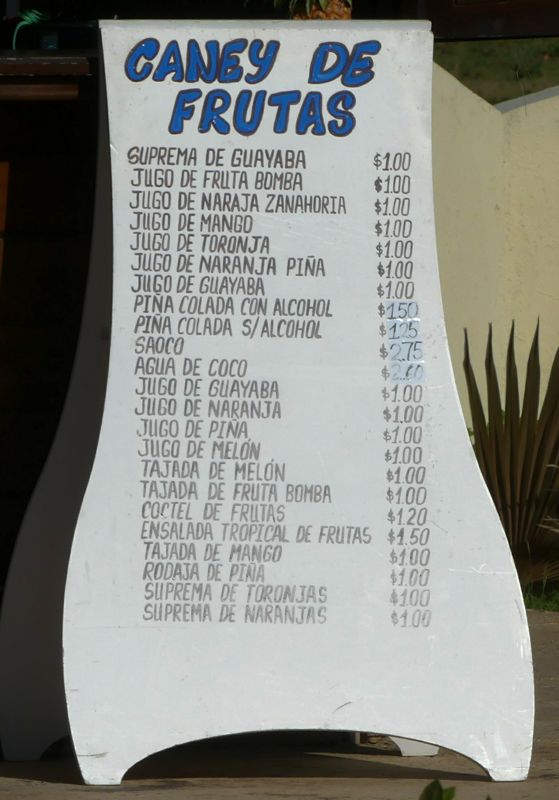 CANEY DE
FRUTAS
SUPREMA DE GUAYABA $1.00
JUGO DE FRUTA BOMBA $1.00
JUGO DE NARAJA ZANAHORIA $1.00
JUGO DE MANGO $1.00
JUGO DE TORONJA $1.00
JUGO DE NARANJA PIÑA $1.00
JUGO DE GUAYABA $1.00
PIÑA COLADA CON ALCOHOL $1.50
PIÑA COLADA S/ALCOHOL $1.25
SAOCO $2.75
AGUA DE COCO $2.60
JUGO DE GUAYABA $1.00
JUGO DE NARANJA $1.00
JUGO DE PIÑA $1.00
JUGO DE MELÓN $1.00
TAJADA DE MELÓN $1.00
TAJADA DE FRUTA BOMBA $1.00
COCTEL DE FRUTAS $1.20
ENSALADA TROPICAL DE FRUTAS $1.50
TAJADA DE MANGO $1.00
RODAJA DE PIÑA $1.00
SUPREMA DE TORONJAS $1.00
SUPREMA DE NARANJAS $1.00